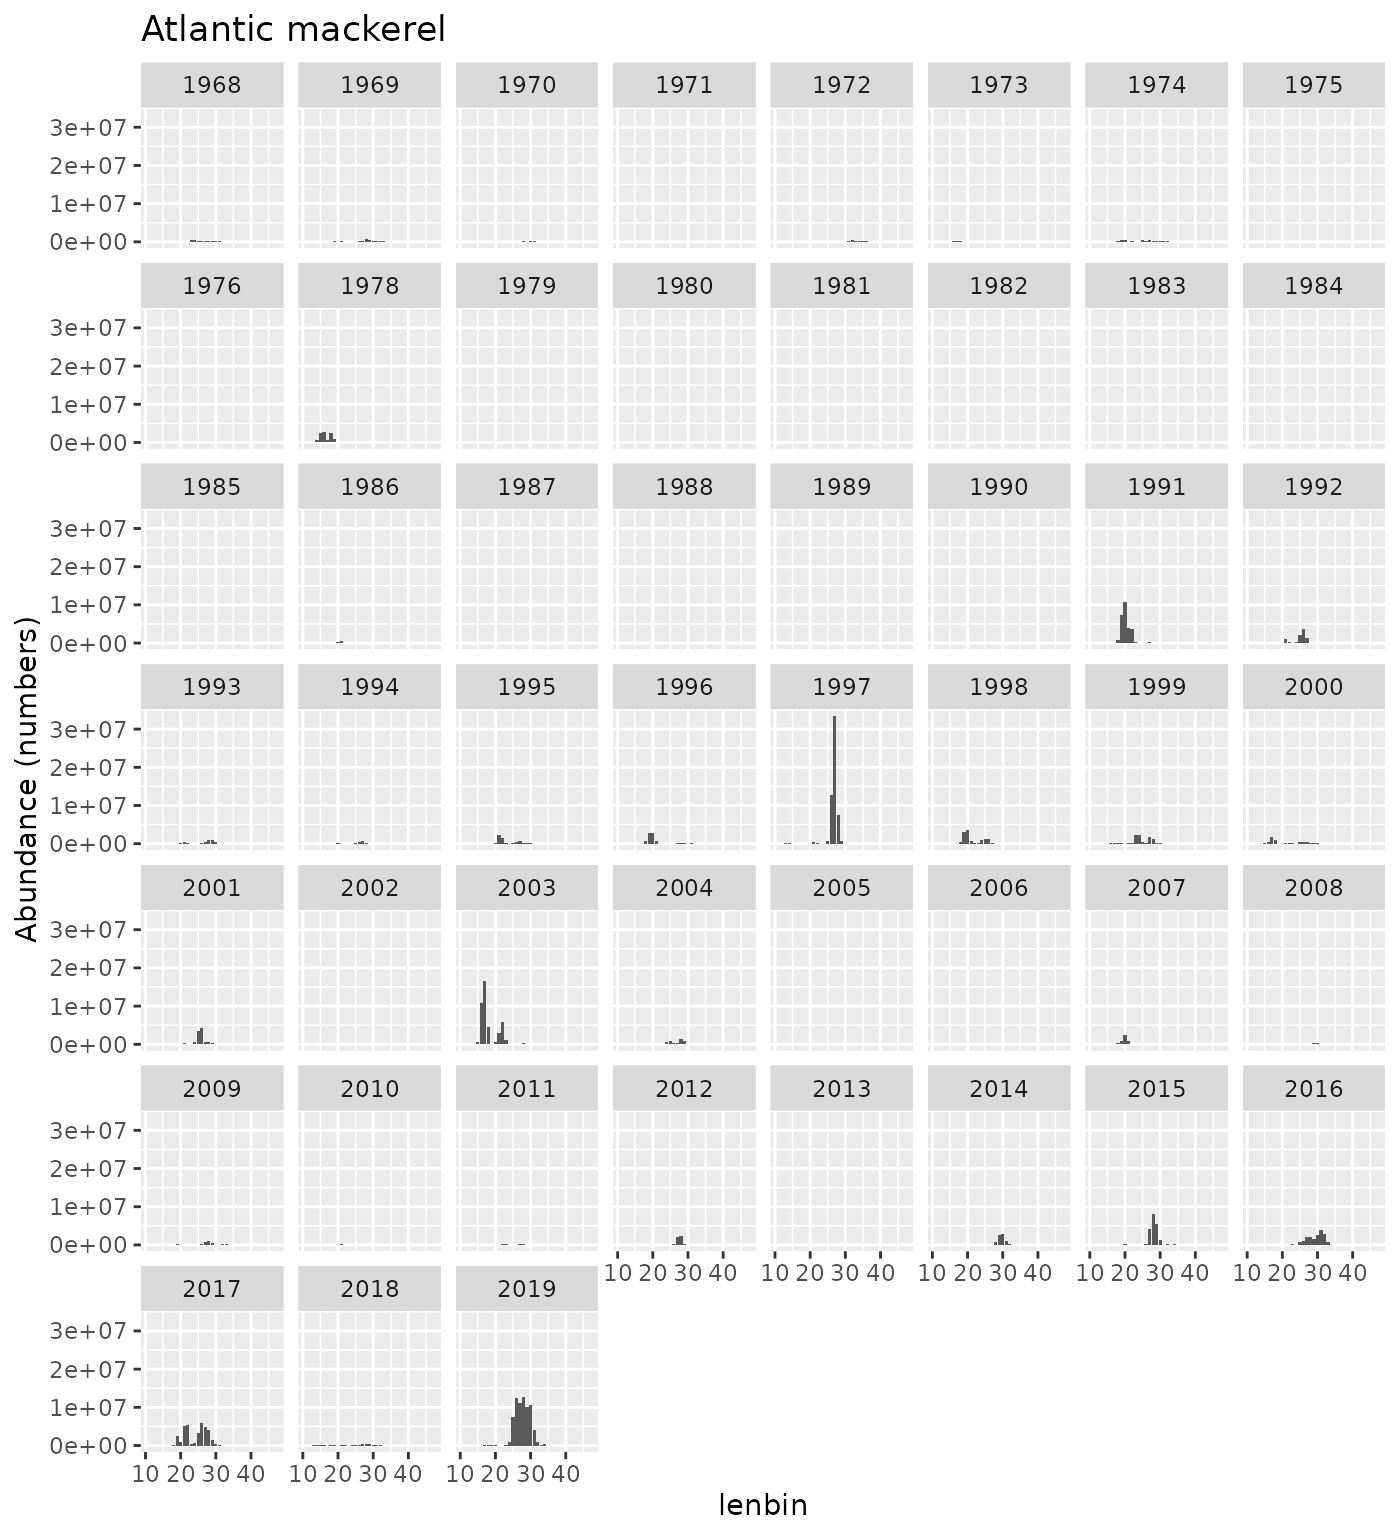 Atlantic mackerel
1968 1969 1970 1971 1972 1973 1974 1975
3e+07
2e+07
1e+07
0e+00
1976 1978 1979 1980 1981 1982 1983 1984
3e+07
2e+07
1e+07
0e+00
1985 1986 1987 1988 1989 1990 1991 1992
3e+07
2e+07
1e+07
0e+00
Abundance (numbers)
1993 1994 1995 1996 1997 1998 1999 2000
3e+07
2e+07
1e+07
0e+00
2001 2002 2003 2004 2005 2006 2007 2008
3e+07
2e+07
1e+07
0e+00
2009 2010 2011 2012 2013 2014 2015 2016
3e+07
2e+07
1e+07
0e+00
10 20 30 40 10 20 30 40 10 20 30 40 10 20 30 40 10 20 30 40
2017 2018 2019
3e+07
2e+07
1e+07
0e+00
10 20 30 40 10 20 30 40 10 20 30 40
lenbin